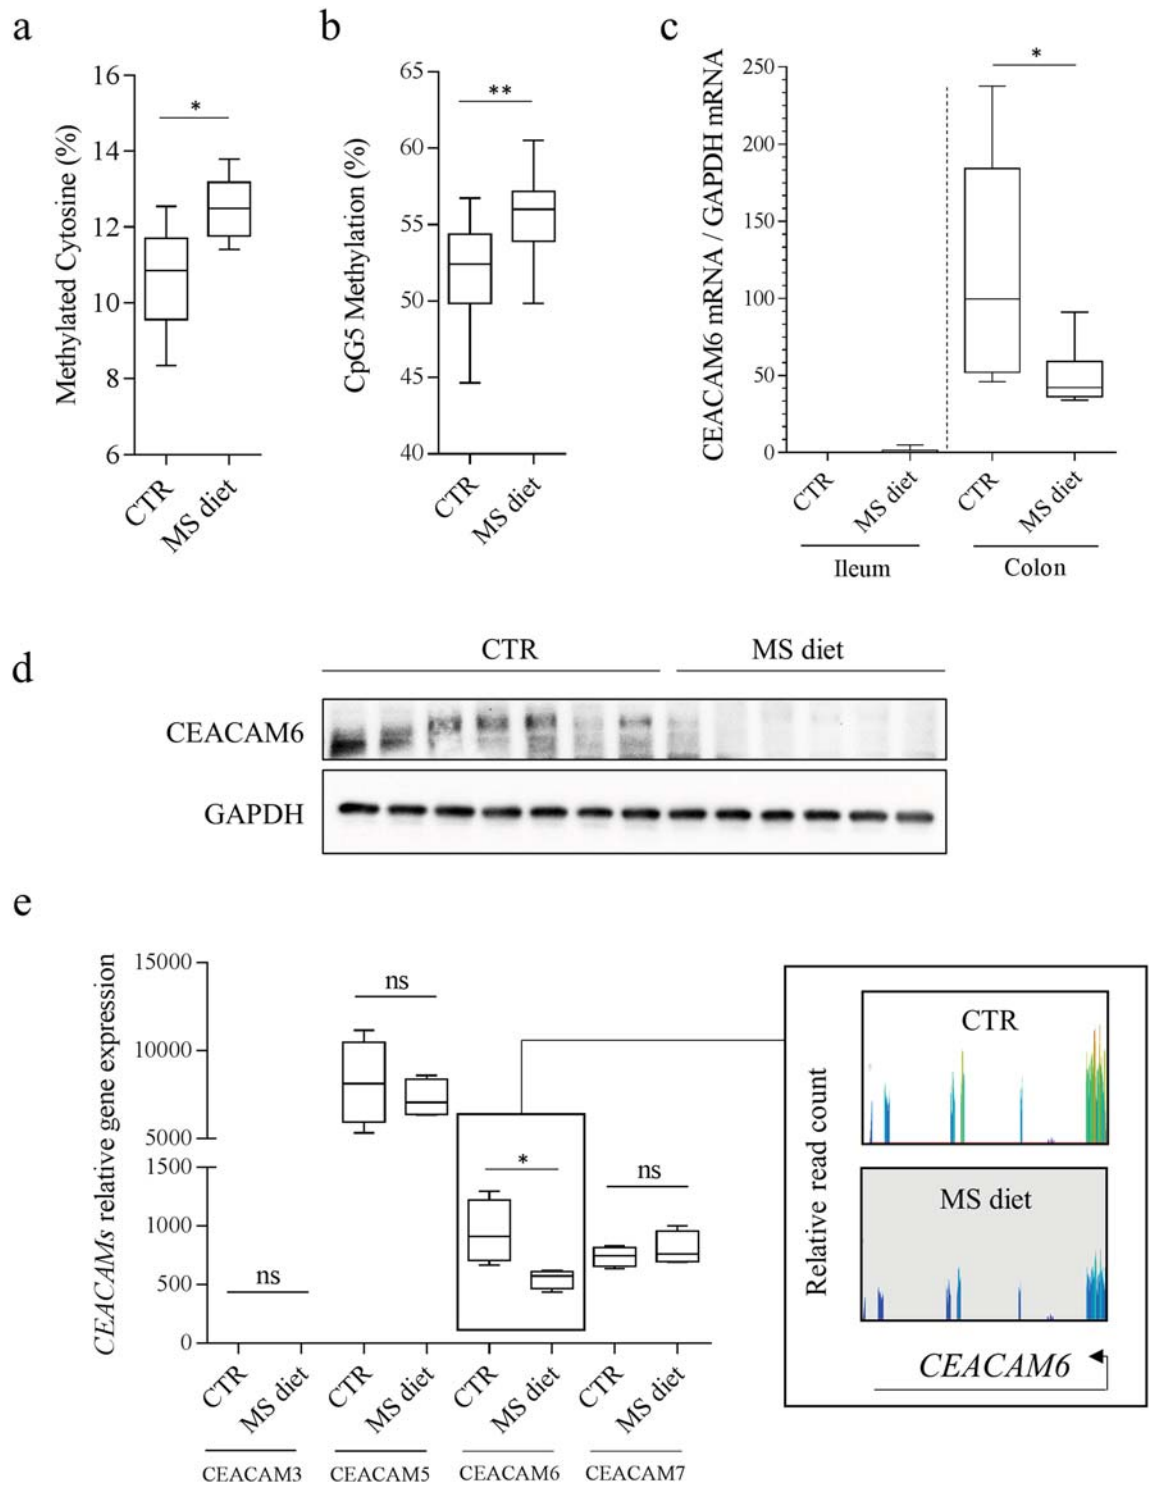 a
Methylated Cytosine (%)
16
14
12
10
8
6
*
CTR
MS diet
b
CpG5 Methylation (%)
65
60
55
50
45
40
**
CTR
MS diet
c
CEACAM6 mRNA / GAPDH mRNA
250
200
150
100
50
0
*
CTR
MS diet
CTR
MS diet
Ileum
Colon
d
CTR
MS diet
CEACAM6
GAPDH
e
CEACAMs relative gene expression
15000
10000
5000
1500
1000
500
0
ns
ns
*
ns
CTR
MS diet
CTR
MS diet
CTR
MS diet
CTR
MS diet
CEACAM3
CEACAM5
CEACAM6
CEACAM7
Relative read count
CTR
MS diet
CEACAM6